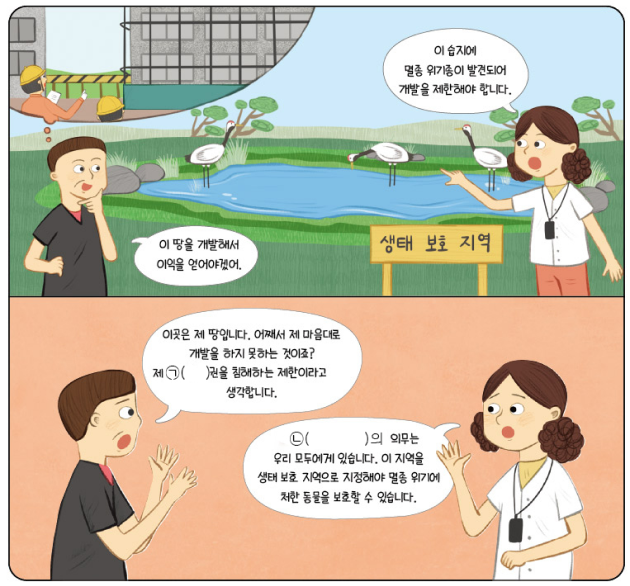 이 습지에
멸종 위기종이 발견되어
개발을 제한해야 합니다.
이 땅을 개발해서
이익을 얻어야겠어.
생태 보호 지역
이곳은 제 땅입니다. 어째서 제 마음대로
개발을 하지 못하는 것이죠?
제 ㉠(      )권을 침해하는 제한이라고
생각합니다.
㉡(          )의 의무는
우리 모두에게 있습니다. 이 지역을
생태 보호 지역으로 지정해야 멸종 위기에
처한 동물을 보호할 수 있습니다.